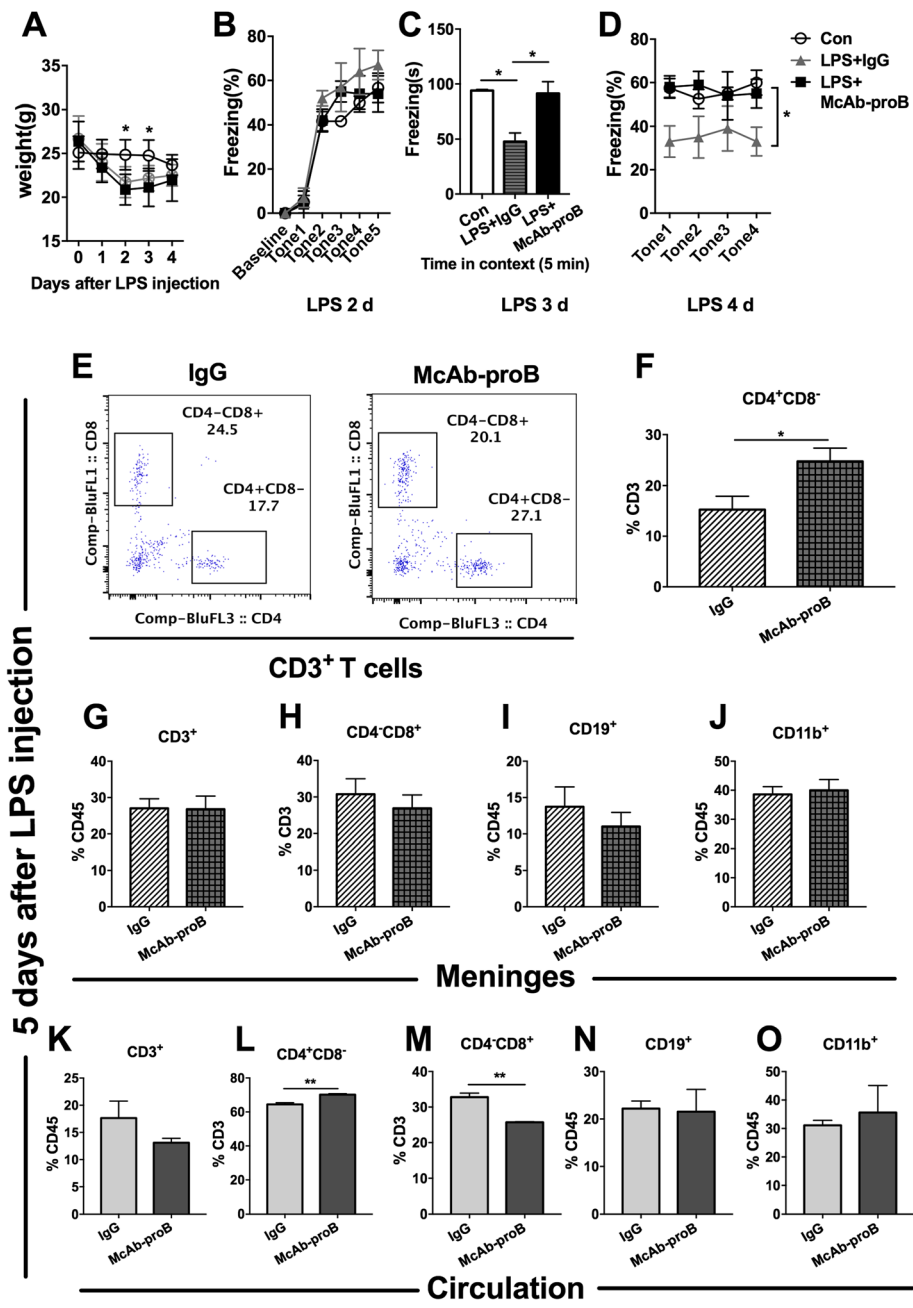 A
weight(g)
35
30
25
20
15
* *
0 1 2 3 4
Days after LPS injection
B
Freezing(%)
80
60
40
20
0
Baseline
Tone1
Tone2
Tone3
Tone4
Tone5
LPS 2 d
C
Freezing(s)
150
100
50
0
* *
Con
LPS+IgG
LPS+
McAb-proB
Time in context (5 min)
LPS 3 d
D
Freezing(%)
80
60
40
20
0
*
Tone1
Tone2
Tone3
Tone4
LPS 4 d
Con
LPS+IgG
LPS+
McAb-proB
5 days after LPS injection
E
IgG
CD4-CD8+
24.5
CD4+CD8-
17.7
Comp-BluFL1 :: CD8
Comp-BluFL3 :: CD4
McAb-proB
CD4-CD8+
20.1
CD4+CD8-
27.1
Comp-BluFL1 :: CD8
Comp-BluFL3 :: CD4
CD3⁺ T cells
F
CD4⁺CD8⁻
% CD3
30
20
10
0
*
IgG
McAb-proB
G
CD3⁺
% CD45
50
40
30
20
10
0
IgG
McAb-proB
H
CD4⁻CD8⁺
% CD3
40
30
20
10
0
IgG
McAb-proB
I
CD19⁺
% CD45
20
15
10
5
0
IgG
McAb-proB
J
CD11b⁺
% CD45
50
40
30
20
10
0
IgG
McAb-proB
Meninges
K
CD3⁺
% CD45
25
20
15
10
5
0
IgG
McAb-proB
L
CD4⁺CD8⁻
% CD3
80
60
40
20
0
**
IgG
McAb-proB
M
CD4⁻CD8⁺
% CD3
40
30
20
10
0
**
IgG
McAb-proB
N
CD19⁺
% CD45
30
20
10
0
IgG
McAb-proB
O
CD11b⁺
% CD45
50
40
30
20
10
0
IgG
McAb-proB
Circulation